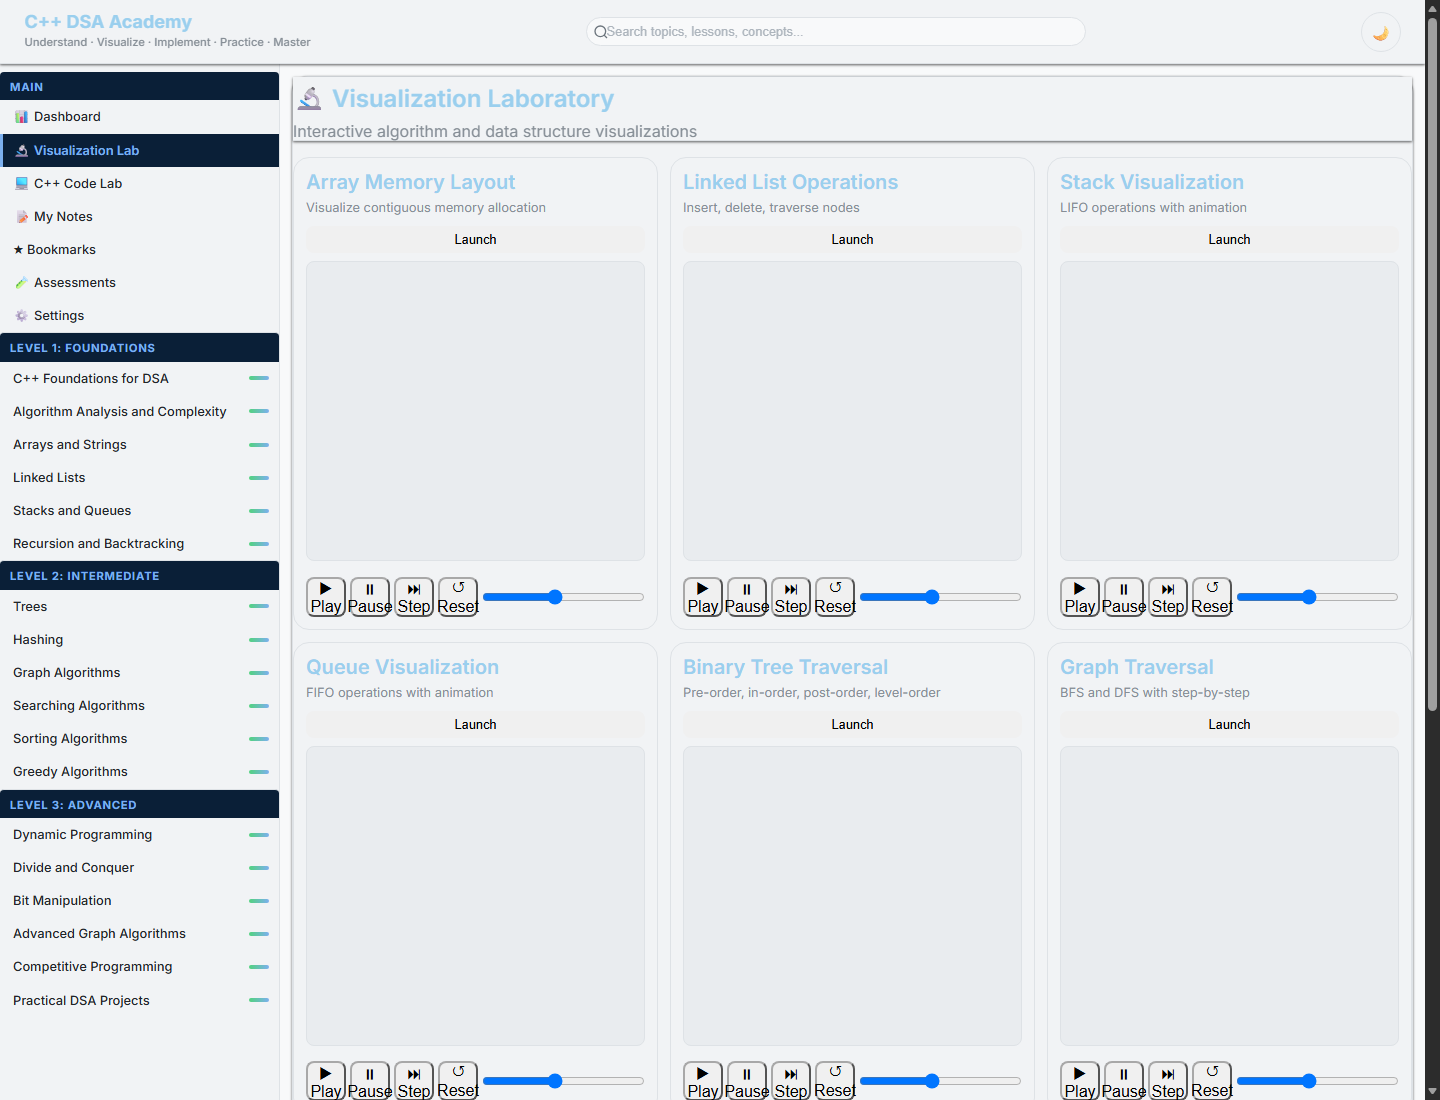 C++ DSA Academy
Understand · Visualize · Implement · Practice · Master
Search topics, lessons, concepts...
MAIN
Dashboard
Visualization Lab
C++ Code Lab
My Notes
★ Bookmarks
Assessments
Settings
LEVEL 1: FOUNDATIONS
C++ Foundations for DSA
Algorithm Analysis and Complexity
Arrays and Strings
Linked Lists
Stacks and Queues
Recursion and Backtracking
LEVEL 2: INTERMEDIATE
Trees
Hashing
Graph Algorithms
Searching Algorithms
Sorting Algorithms
Greedy Algorithms
LEVEL 3: ADVANCED
Dynamic Programming
Divide and Conquer
Bit Manipulation
Advanced Graph Algorithms
Competitive Programming
Practical DSA Projects
Visualization Laboratory
Interactive algorithm and data structure visualizations
Array Memory Layout
Visualize contiguous memory allocation
Launch
Play Pause Step Reset
Linked List Operations
Insert, delete, traverse nodes
Launch
Play Pause Step Reset
Stack Visualization
LIFO operations with animation
Launch
Play Pause Step Reset
Queue Visualization
FIFO operations with animation
Launch
Play Pause Step Reset
Binary Tree Traversal
Pre-order, in-order, post-order, level-order
Launch
Play Pause Step Reset
Graph Traversal
BFS and DFS with step-by-step
Launch
Play Pause Step Reset